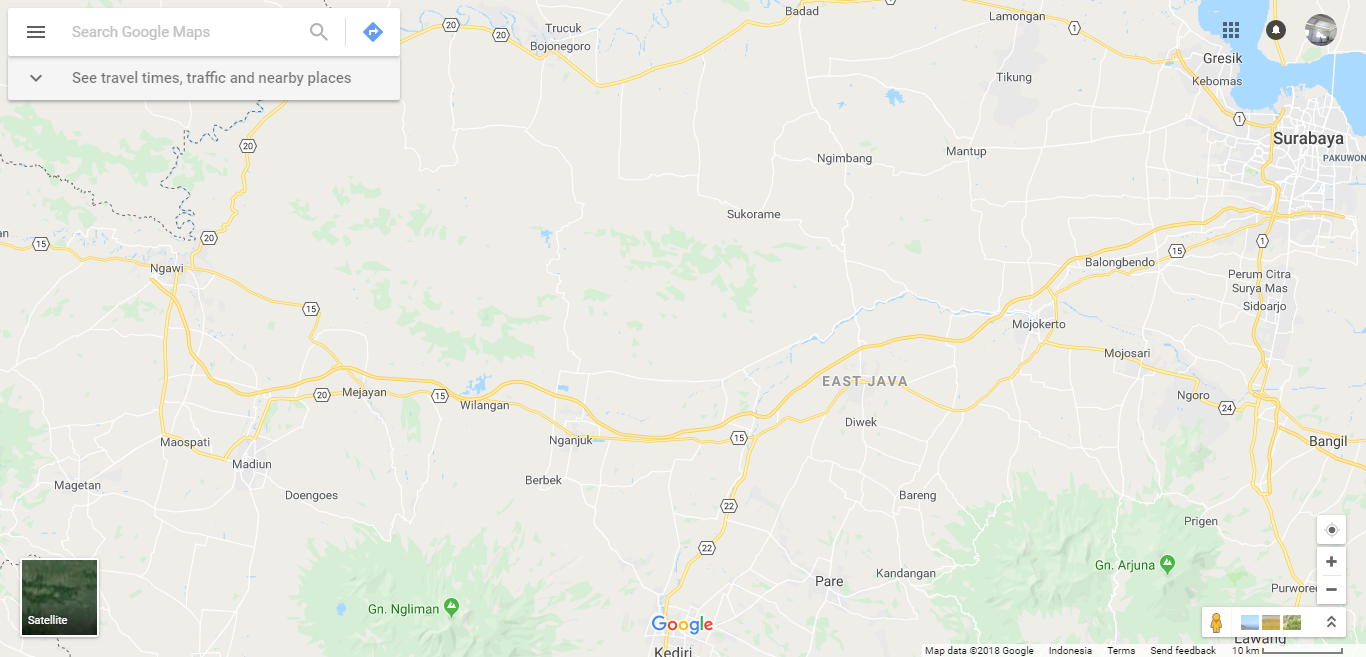 Search Google Maps
See travel times, traffic and nearby places
20
20
Trucuk
Bojonegoro
Badad
Lamongan
1
Gresik
Kebomas
Tikung
20
1
Surabaya
PAKUWON
Ngimbang
Mantup
Sukorame
an
15
20
Ngawi
15
1
Balongbendo
Perum Citra
Surya Mas
Sidoarjo
15
Mojokerto
Mojosari
EAST JAVA
20
Mejayan
15
Wilangan
Ngoro
24
Diwek
Maospati
Nganjuk
15
Bangil
Madiun
Magetan
Doengoes
Berbek
22
Bareng
Prigen
22
Gn. Arjuna
Kandangan
Pare
Purwore
Gn. Ngliman
Satellite
Google
Kediri
Lawang
Map data ©2018 Google
Indonesia
Terms
Send feedback
10 km